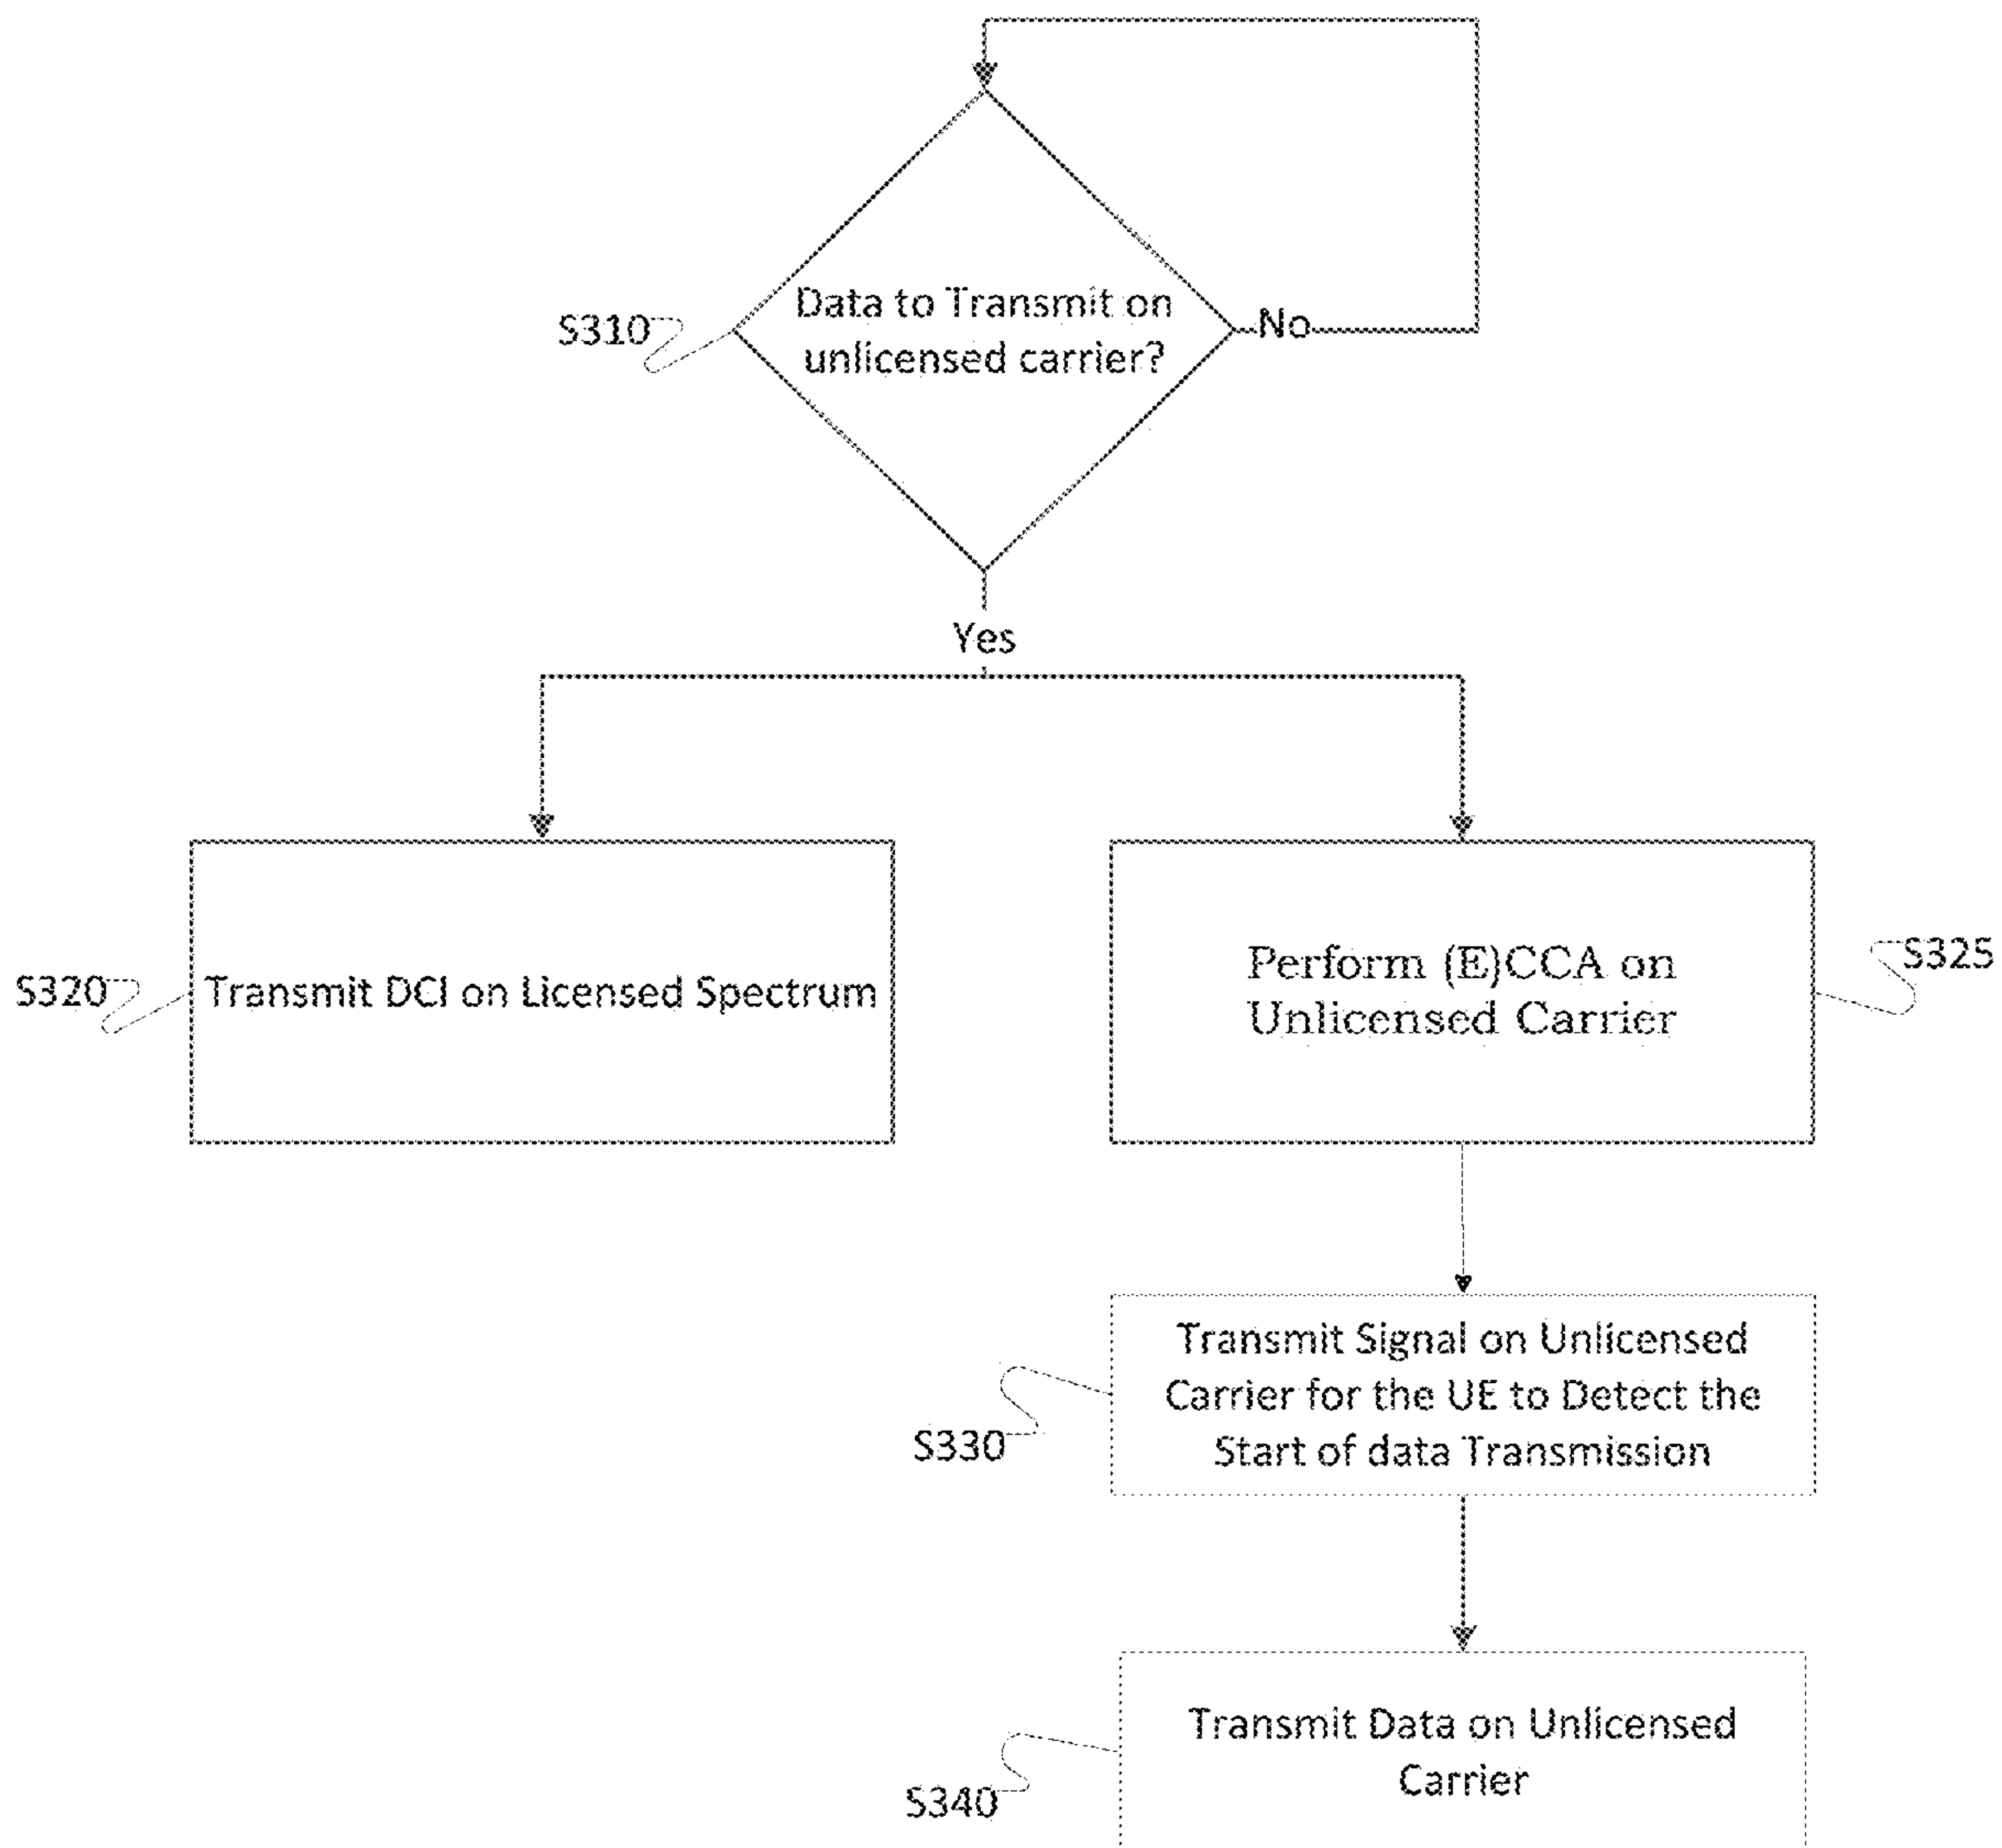 S310
Data to Transmit on
unlicensed carrier?
No
Yes
S320
Transmit DCI on Licensed Spectrum
Perform (E)CCA on
Unlicensed Carrier
S325
Transmit Signal on Unlicensed
Carrier for the UE to Detect the
Start of data Transmission
S330
Transmit Data on Unlicensed
Carrier
S340